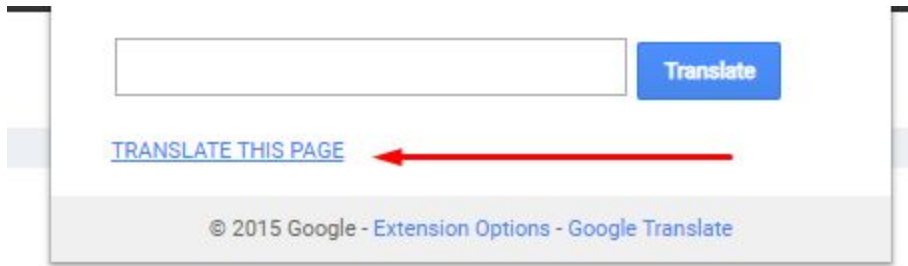 Translate
TRANSLATE THIS PAGE
© 2015 Google - Extension Options - Google Translate